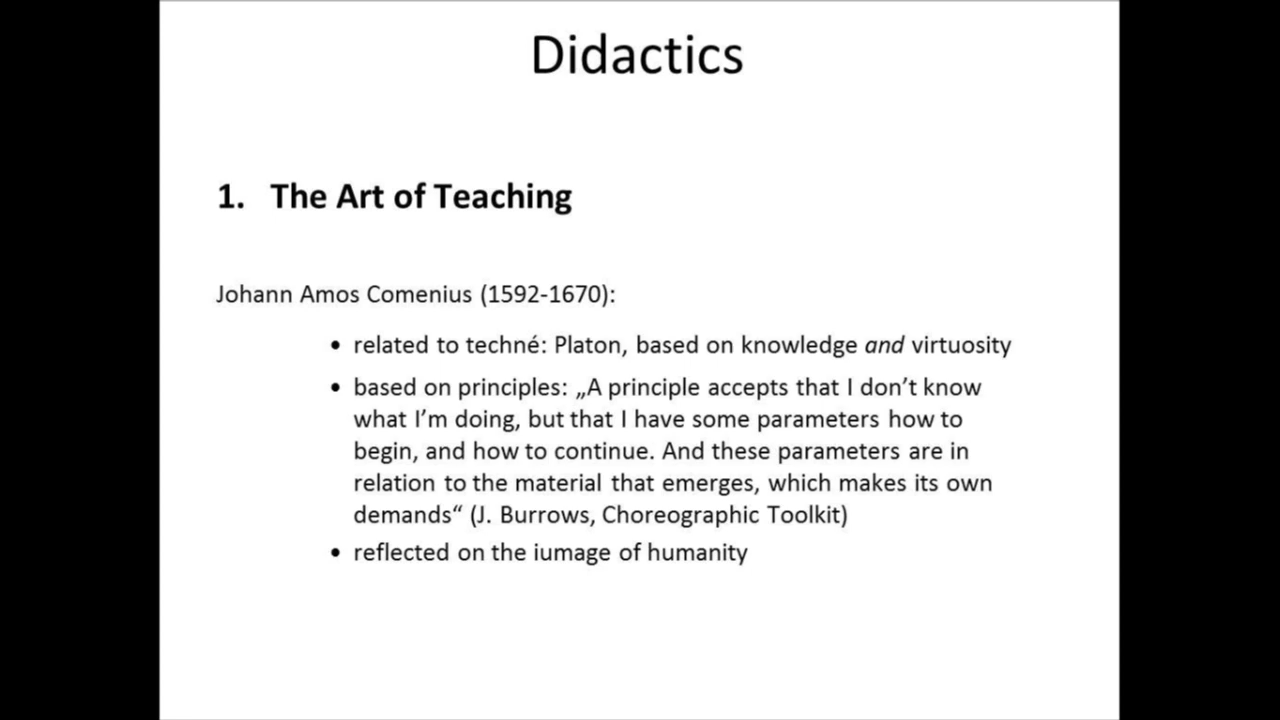 Didactics
1. The Art of Teaching
Johann Amos Comenius (1592-1670):
• related to techné: Platon, based on knowledge and virtuosity
• based on principles: „A principle accepts that I don’t know
what I’m doing, but that I have some parameters how to
begin, and how to continue. And these parameters are in
relation to the material that emerges, which makes its own
demands“ (J. Burrows, Choreographic Toolkit)
• reflected on the iumage of humanity